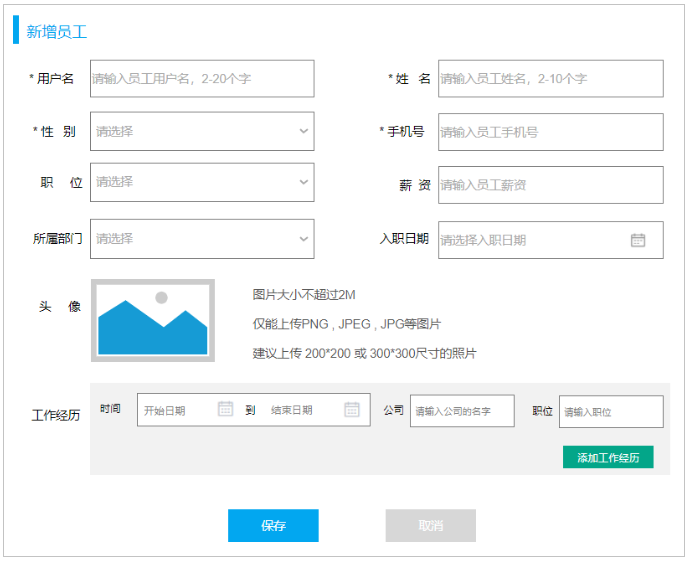 新增员工
* 用户名 请输入员工用户名，2-20个字 * 姓 名 请输入员工姓名，2-10个字
* 性 别 请选择 * 手机号 请输入员工手机号
职 位 请选择 薪 资 请输入员工薪资
所属部门 请选择 入职日期 请选择入职日期
头 像 图片大小不超过2M
仅能上传PNG , JPEG , JPG等图片
建议上传 200*200 或 300*300尺寸的照片
工作经历 时间 开始日期 到 结束日期 公司 请输入公司的名字 职位 请输入职位
添加工作经历
保存 取消